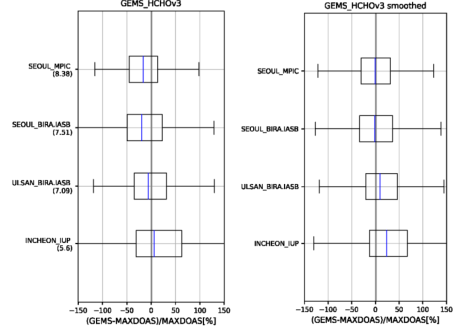 GEMS_HCHOv3
SEOUL_MPIC
(8.38)
SEOUL_BIRA.IASB
(7.51)
ULSAN_BIRA.IASB
(7.09)
INCHEON_IUP
(5.6)
−150 −100 −50 0 50 100 150
(GEMS-MAXDOAS)/MAXDOAS[%]
GEMS_HCHOv3 smoothed
SEOUL_MPIC
SEOUL_BIRA.IASB
ULSAN_BIRA.IASB
INCHEON_IUP
−150 −100 −50 0 50 100 150
(GEMS-MAXDOAS)/MAXDOAS[%]